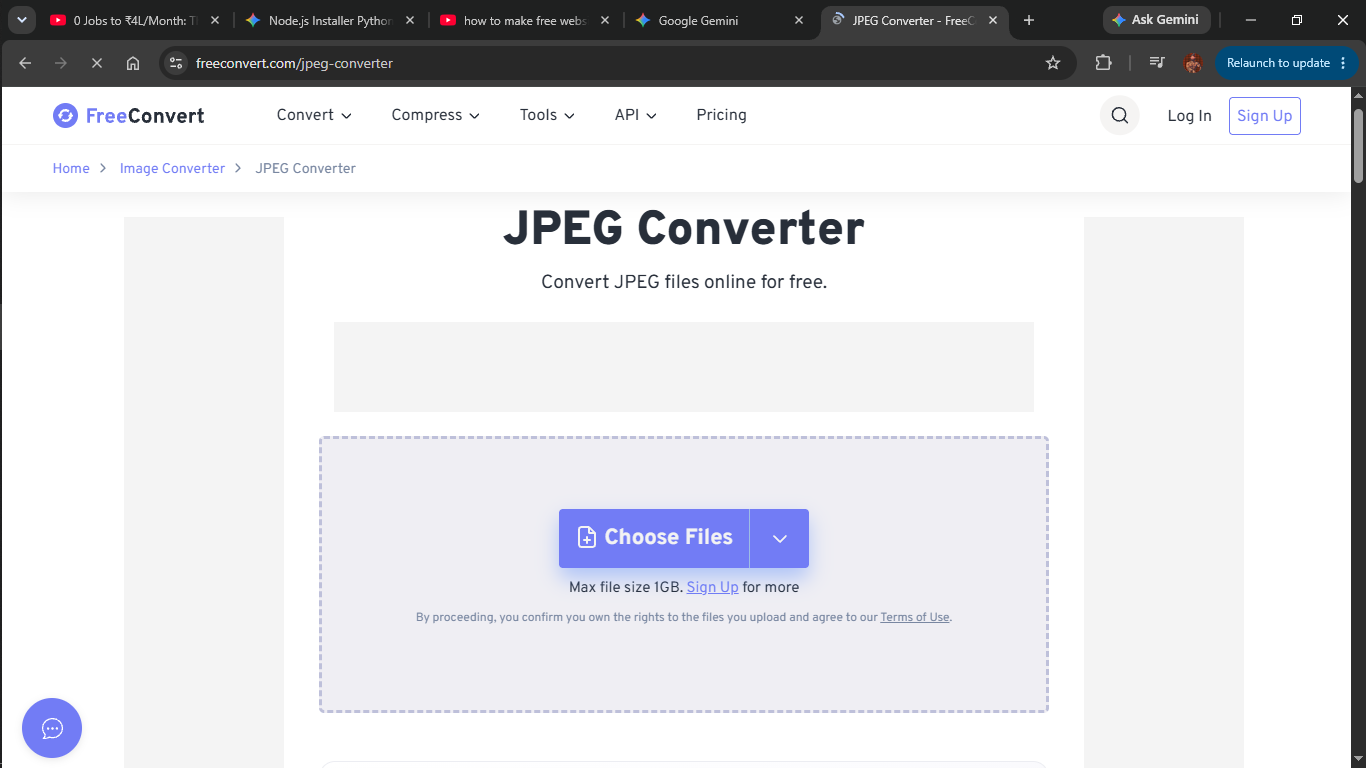 0 Jobs to ₹4L/Month: Th
Node.js Installer Python
how to make free webs
Google Gemini
JPEG Converter - FreeC
Ask Gemini
freeconvert.com/jpeg-converter
Relaunch to update
FreeConvert
Convert
Compress
Tools
API
Pricing
Log In
Sign Up
Home
Image Converter
JPEG Converter
JPEG Converter
Convert JPEG files online for free.
Choose Files
Max file size 1GB. Sign Up for more
By proceeding, you confirm you own the rights to the files you upload and agree to our Terms of Use.